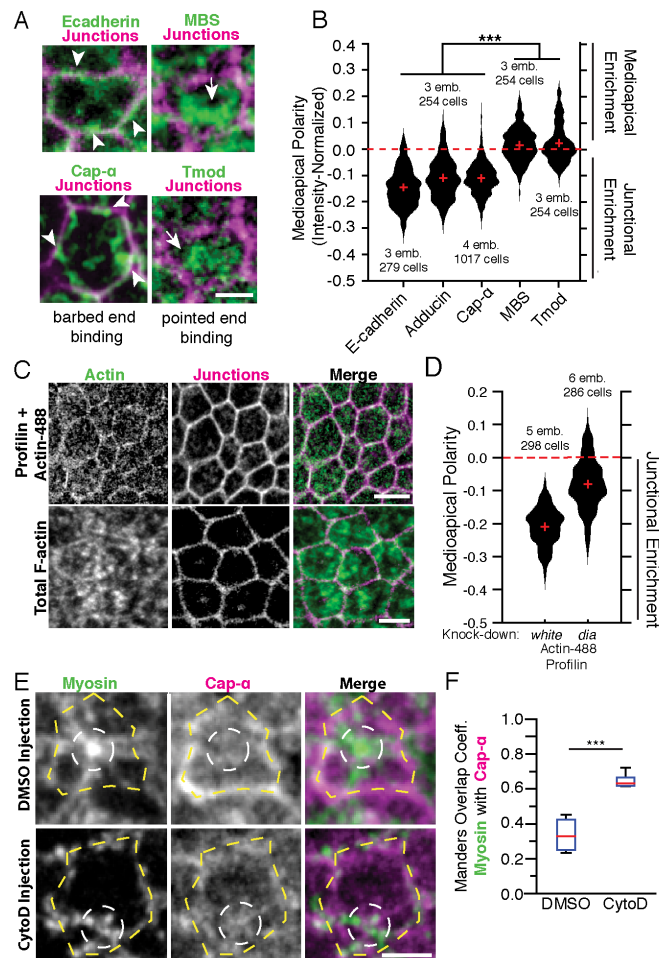 A
Ecadherin
Junctions
MBS
Junctions
Cap-α
Junctions
Tmod
Junctions
barbed end
binding
pointed end
binding
B
Medioapical Polarity
(Intensity-Normalized)
0.4
0.3
0.2
0.1
0.0
-0.1
-0.2
-0.3
-0.4
-0.5
***
3 emb.
254 cells
3 emb.
254 cells
3 emb.
279 cells
4 emb.
1017 cells
3 emb.
254 cells
E-cadherin
Adducin
Cap-α
MBS
Tmod
Medioapical
Enrichment
Junctional
Enrichment
C
Actin
Junctions
Merge
Profilin +
Actin-488
Total F-actin
D
Medioapical Polarity
0.2
0.1
0.0
-0.1
-0.2
-0.3
-0.5
6 emb.
286 cells
5 emb.
298 cells
Junctional Enrichment
Knock-down: white dia
Actin-488
Profilin
E
Myosin
Cap-α
Merge
DMSO Injection
CytoD Injection
F
Manders Overlap Coeff.
Myosin with Cap-α
1.0
0.8
0.6
0.4
0.2
0.0
***
DMSO
CytoD